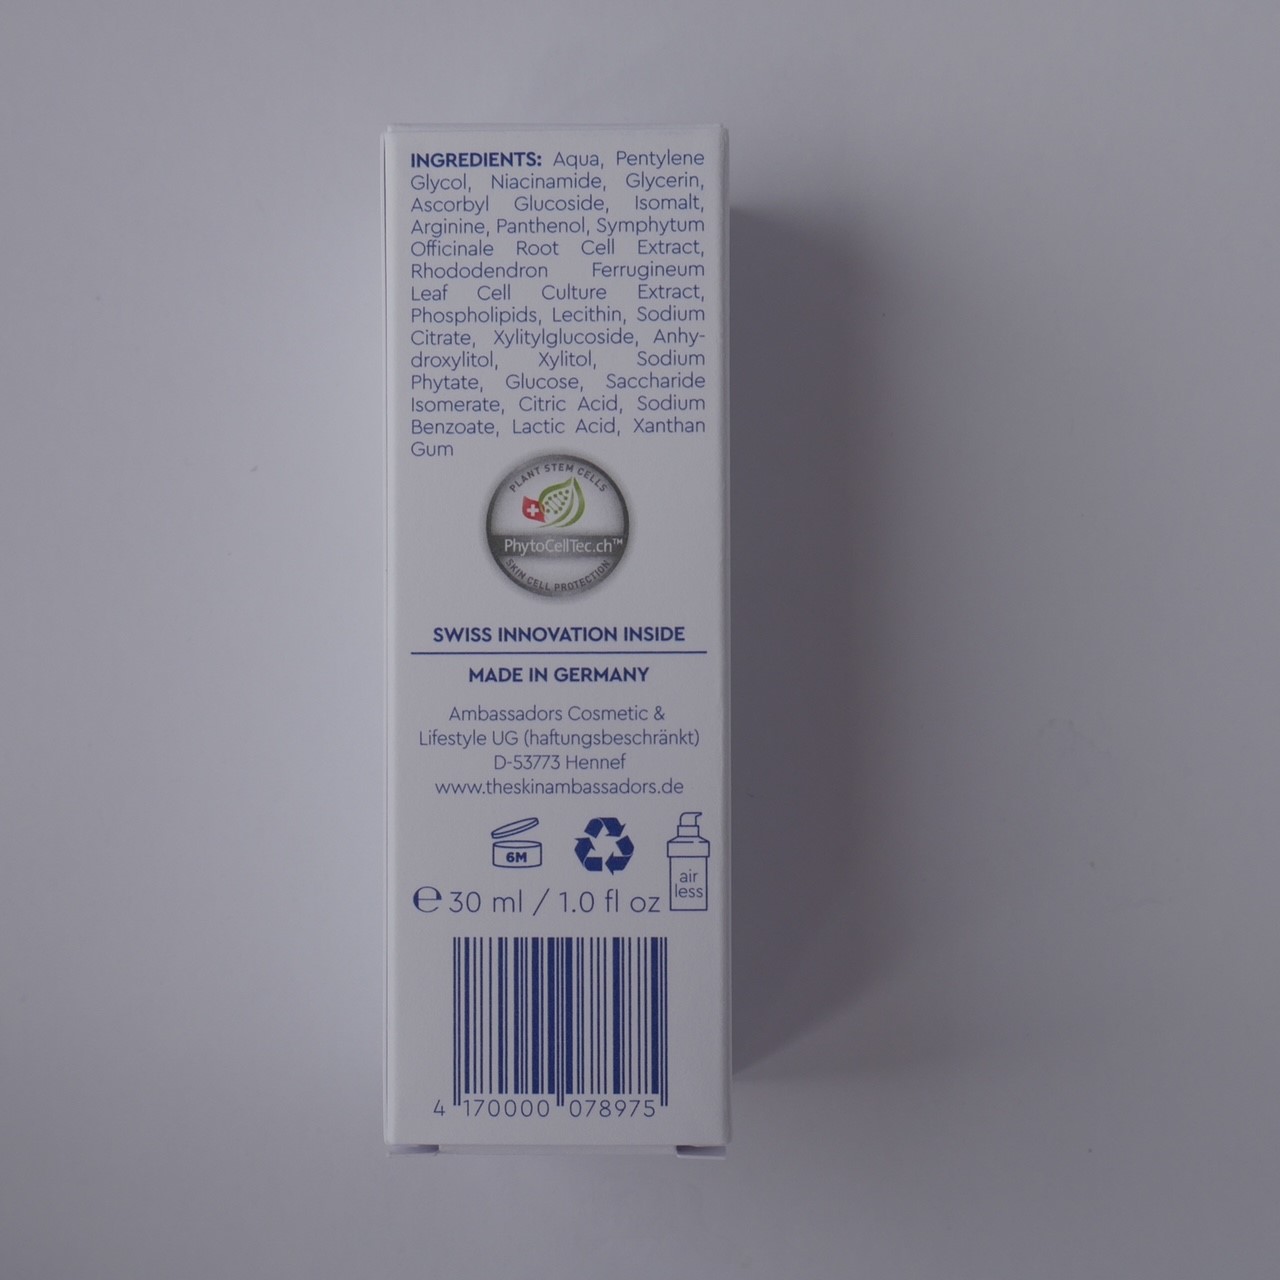 INGREDIENTS: Aqua, Pentylene
Glycol, Niacinamide, Glycerin,
Ascorbyl Glucoside, Isomalt,
Arginine, Panthenol, Symphytum
Officinale Root Cell Extract,
Rhododendron Ferrugineum
Leaf Cell Culture Extract,
Phospholipids, Lecithin, Sodium
Citrate, Xylitylglucoside, Anhy-
droxylitol, Xylitol, Sodium
Phytate, Glucose, Saccharide
Isomerate, Citric Acid, Sodium
Benzoate, Lactic Acid, Xanthan
Gum
PLANT STEM CELLS
PhytoCellTec.ch™
SKIN CELL PROTECTION
SWISS INNOVATION INSIDE
MADE IN GERMANY
Ambassadors Cosmetic &
Lifestyle UG (haftungsbeschränkt)
D-53773 Hennef
www.theskinambassadors.de
6M
air
less
℮ 30 ml / 1.0 fl oz
4 170000 078975